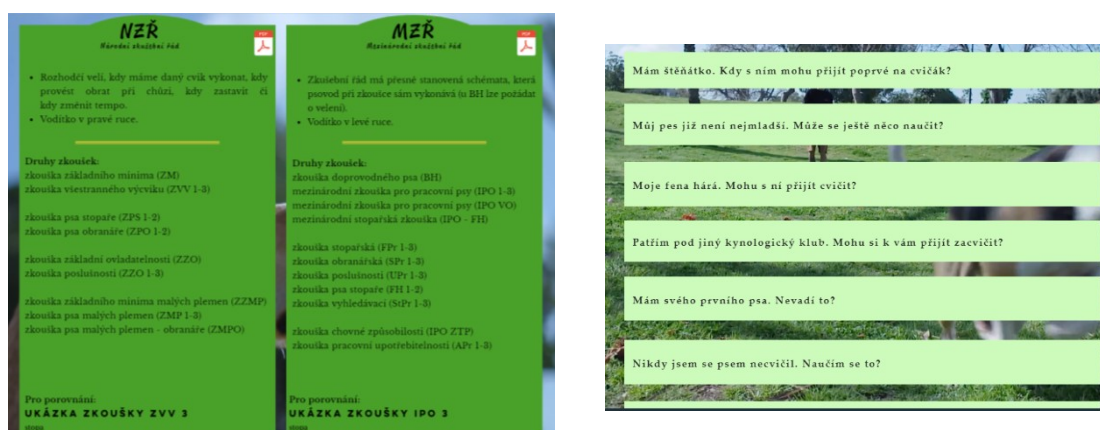 NZŘ
Národní zkušební řád
PDF
• Rozhodčí velí, kdy máme daný cvik vykonat, kdy
provést obrat při chůzi, kdy zastavit či
kdy změnit tempo.
• Vodítko v pravé ruce.
Druhy zkoušek:
zkouška základního minima (ZM)
zkouška všestranného výcviku (ZVV 1-3)
zkouška psa stopaře (ZPS 1-2)
zkouška psa obranáře (ZPO 1-2)
zkouška základní ovladatelnosti (ZZO)
zkouška poslušnosti (ZZO 1-3)
zkouška základního minima malých plemen (ZZMP)
zkouška psa malých plemen (ZMP 1-3)
zkouška psa malých plemen - obranáře (ZMPO)
Pro porovnání:
UKÁZKA ZKOUŠKY ZVV 3
stopa
MZŘ
Mezinárodní zkušební řád
PDF
• Zkušební řád má přesně stanovená schémata, která
psovod při zkoušce sám vykonává (u BH lze požádat
o velení).
• Vodítko v levé ruce.
Druhy zkoušek:
zkouška doprovodného psa (BH)
mezinárodní zkouška pro pracovní psy (IPO 1-3)
mezinárodní zkouška pro pracovní psy (IPO VO)
mezinárodní stopařská zkouška (IPO - FH)
zkouška stopařská (FPr 1-3)
zkouška obranářská (SPr 1-3)
zkouška poslušnosti (UPr 1-3)
zkouška psa stopaře (FH 1-2)
zkouška vyhledávací (StPr 1-3)
zkouška chovné způsobilosti (IPO ZTP)
zkouška pracovní upotřebitelnosti (APr 1-3)
Pro porovnání:
UKÁZKA ZKOUŠKY IPO 3
stopa
Mám štěňátko. Kdy s ním mohu přijít poprvé na cvičák?
Můj pes již není nejmladší. Může se ještě něco naučit?
Moje fena hárá. Mohu s ní přijít cvičit?
Patřím pod jiný kynologický klub. Mohu si k vám přijít zacvičit?
Mám svého prvního psa. Nevadí to?
Nikdy jsem se psem necvičil. Naučím se to?